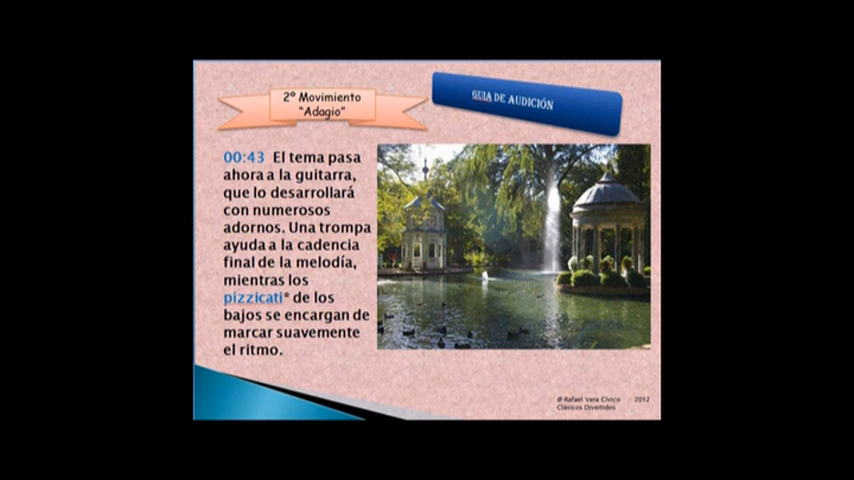 2º Movimiento
"Adagio"
GUIA DE AUDICIÓN
00:43 El tema pasa
ahora a la guitarra,
que lo desarrollará
con numerosos
adornos. Una trompa
ayuda a la cadencia
final de la melodía,
mientras los
pizzicati* de los
bajos se encargan de
marcar suavemente
el ritmo.
@ Rafael Vera Cívico 2012
Clásicos Divertidos